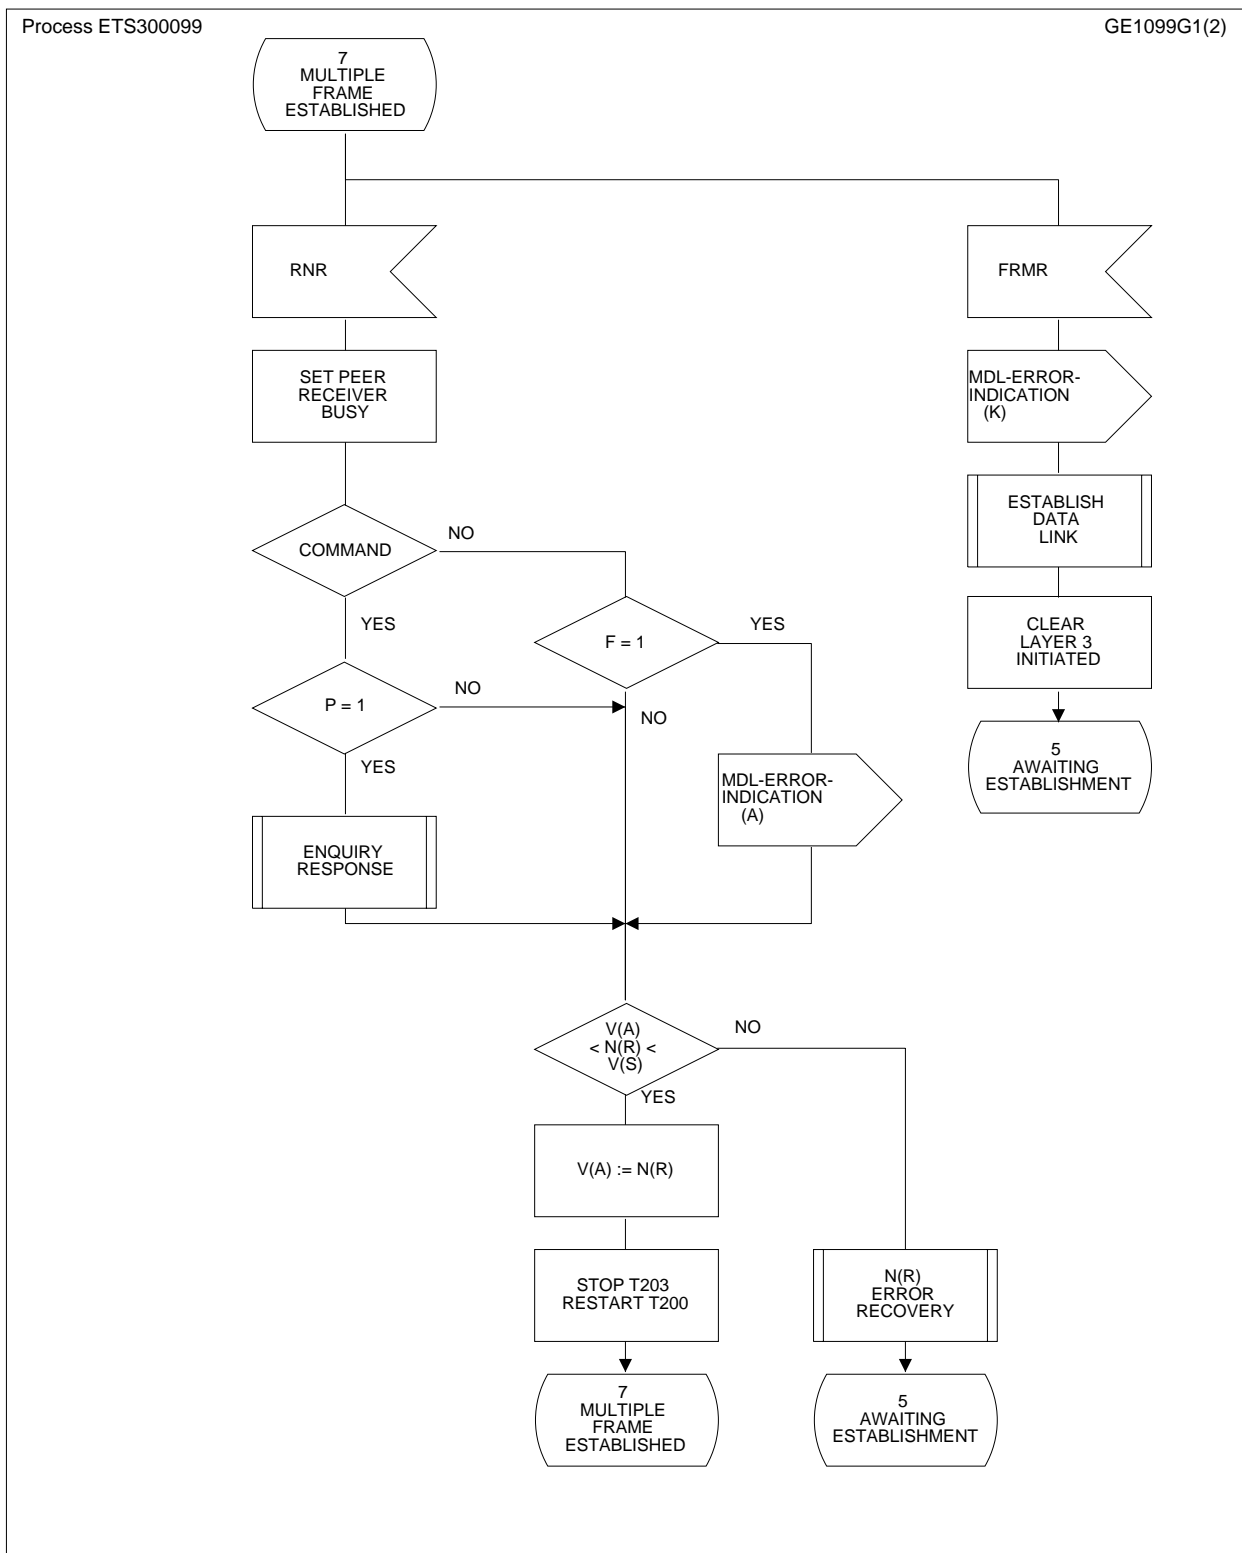 Process ETS300099
GE1099G1(2)
7
MULTIPLE
FRAME
ESTABLISHED
RNR
FRMR
SET PEER
RECEIVER
BUSY
MDL-ERROR-
INDICATION
(K)
ESTABLISH
DATA
LINK
COMMAND
NO
YES
F = 1
YES
CLEAR
LAYER 3
INITIATED
P = 1
NO
NO
YES
MDL-ERROR-
INDICATION
(A)
5
AWAITING
ESTABLISHMENT
ENQUIRY
RESPONSE
V(A)
< N(R) <
V(S)
NO
YES
V(A) := N(R)
STOP T203
RESTART T200
N(R)
ERROR
RECOVERY
7
MULTIPLE
FRAME
ESTABLISHED
5
AWAITING
ESTABLISHMENT